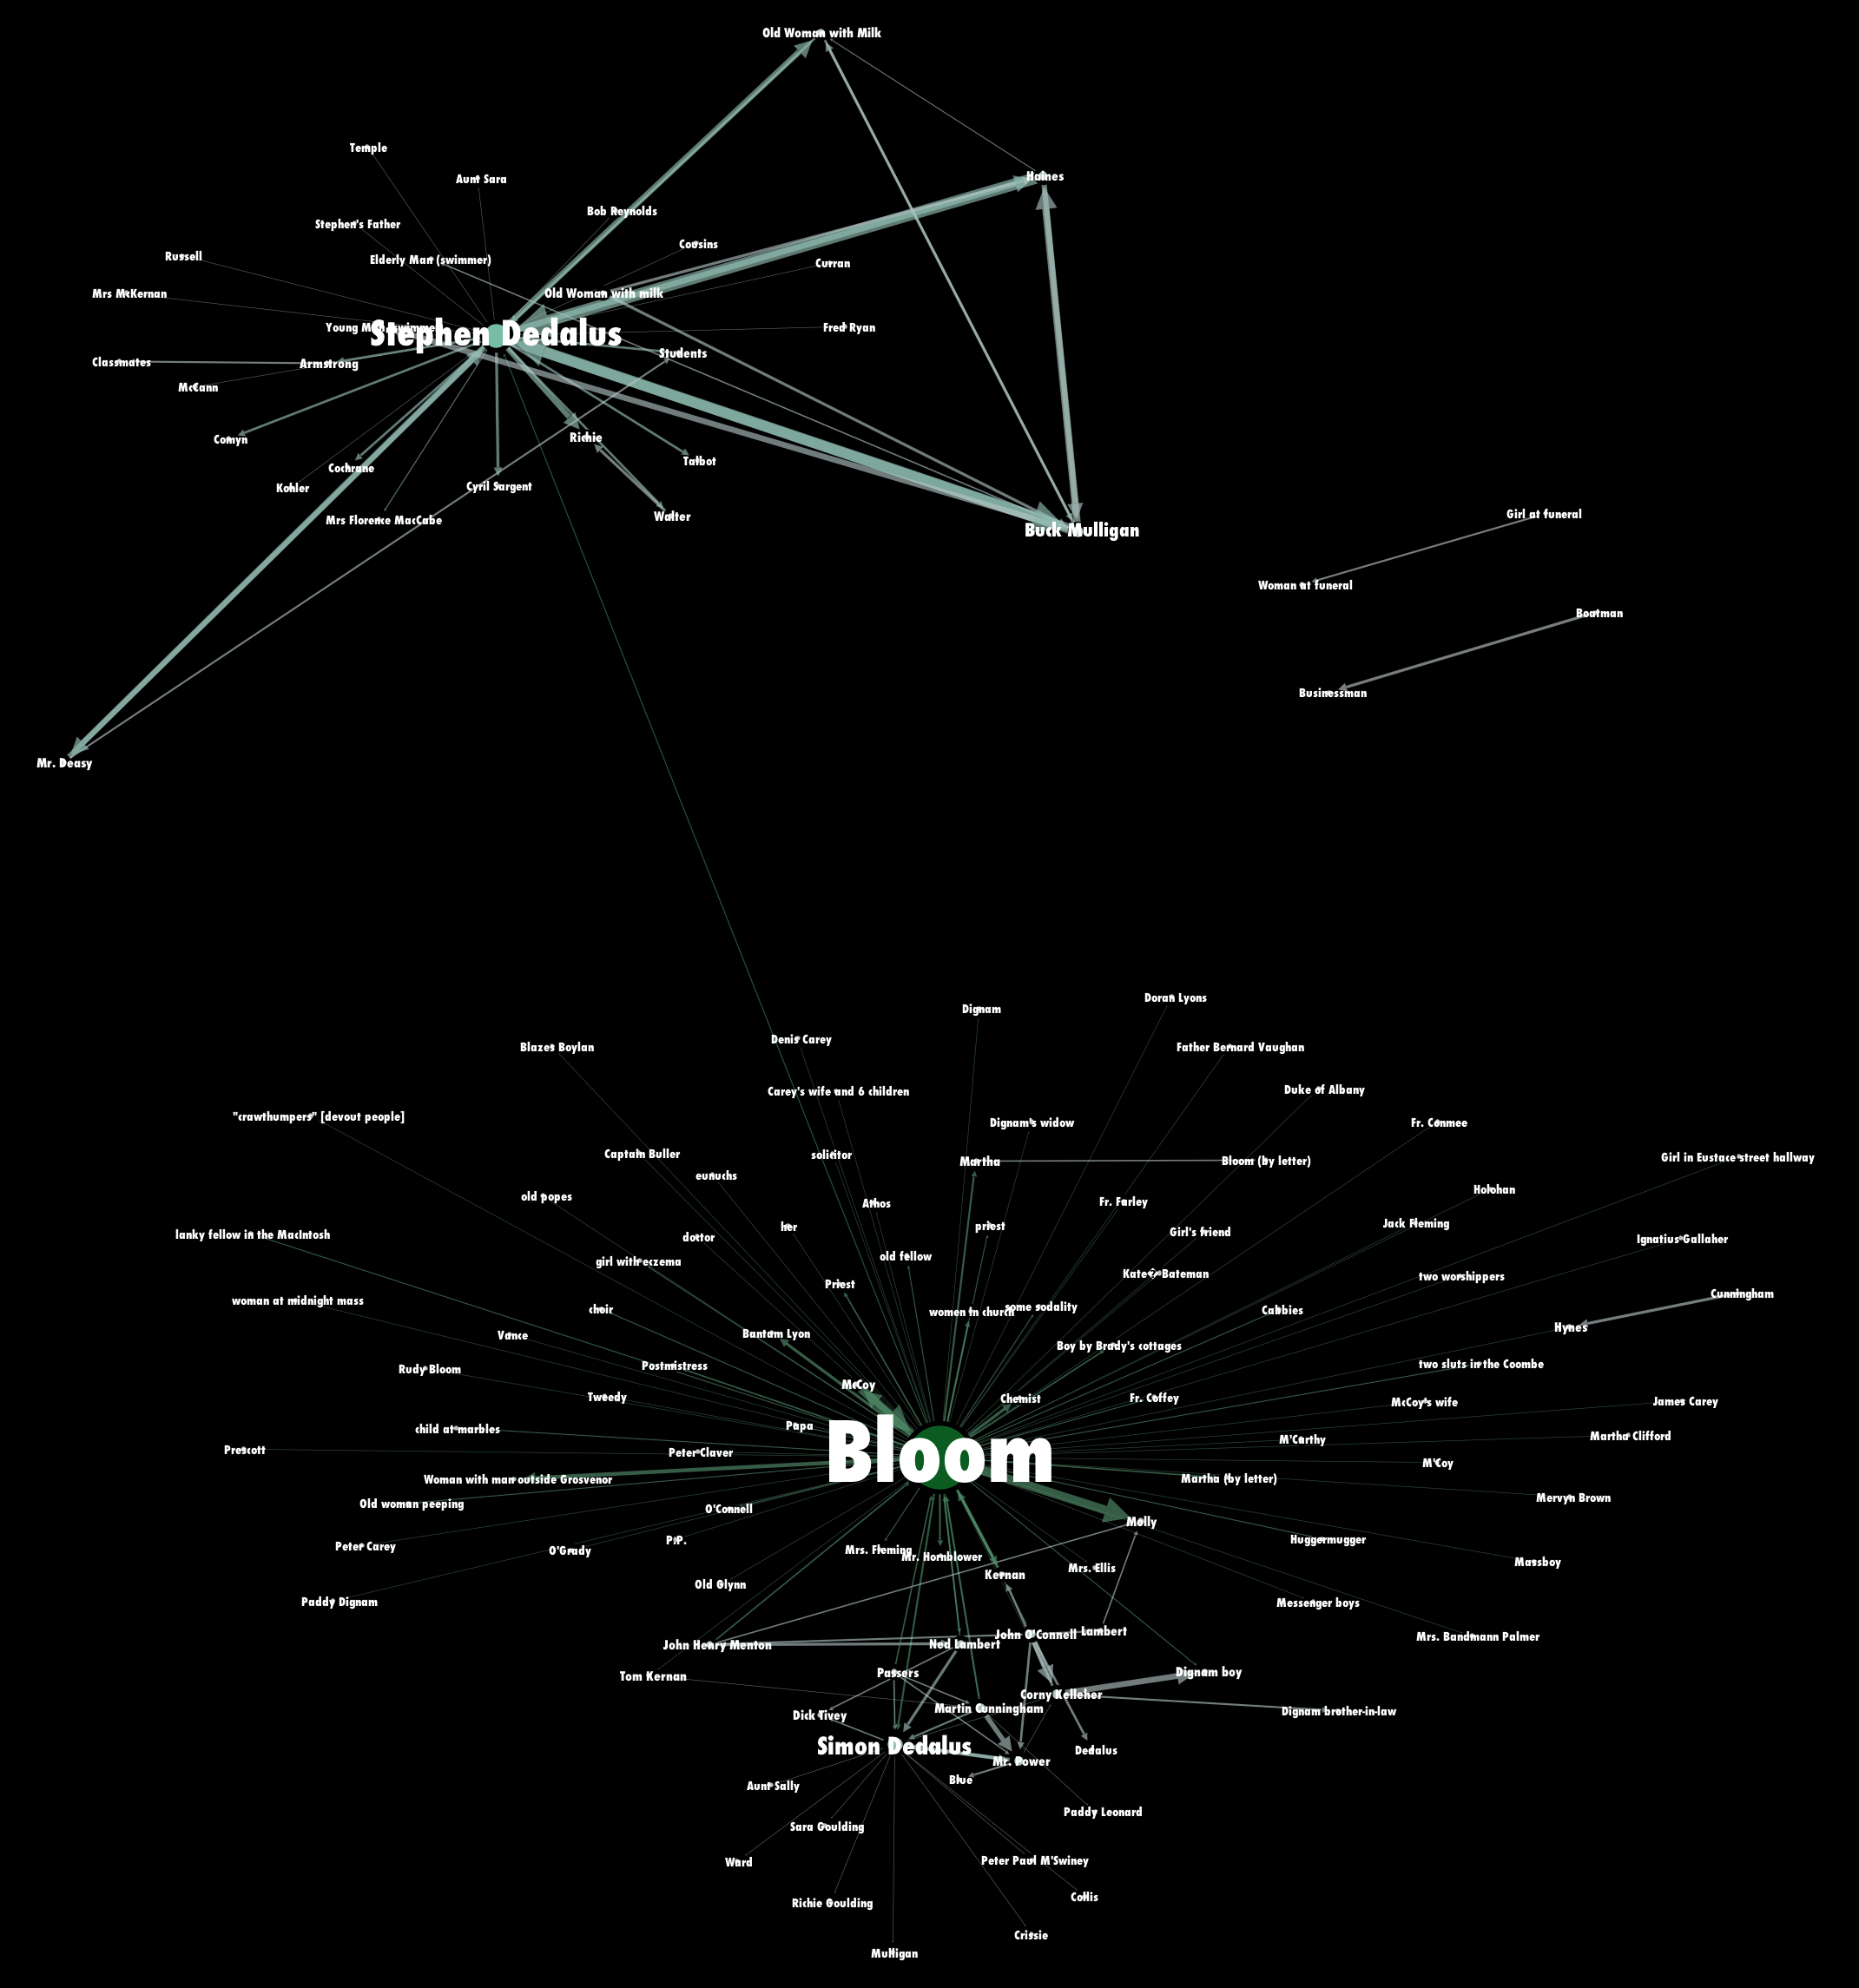 Old Woman with Milk
Temple
Haines
Aunt Sara
Bob Reynolds
Stephen's Father
Cousins
Russell
Elderly Man (swimmer)
Curran
Mrs McKernan
Old Woman with milk
Young Man
Stephen Dedalus
Fred Ryan
Students
Classmates
Armstrong
McCann
Comyn
Richie
Talbot
Cochrane
Kohler
Cyril Sargent
Walter
Mrs Florence MacCabe
Buck Mulligan
Girl at funeral
Woman at funeral
Boatman
Businessman
Mr. Deasy
Doran Lyons
Dignam
Denis Carey
Blazes Boylan
Father Bernard Vaughan
Carey's wife and 6 children
Duke of Albany
"crawthumpers" [devout people]
Dignam's widow
Fr. Conmee
Captain Buller
solicitor
Martha
Bloom (by letter)
Girl in Eustace street hallway
eunuchs
old popes
Athos
Fr. Farley
Holohan
her
priest
Jack Fleming
lanky fellow in the MacIntosh
doctor
Girl's friend
Ignatius Gallaher
girl with eczema
old fellow
Kate�Bateman
two worshippers
Priest
Cunningham
woman at midnight mass
choir
women in church
some sodality
Cabbies
Hynes
Vance
Bantam Lyon
Boy by Brady's cottages
Rudy Bloom
Postmistress
two sluts in the Coombe
McCoy
Tweedy
Chemist
Fr. Coffey
McCoy's wife
James Carey
child at marbles
Papa
Martha Clifford
M'Carthy
Prescott
Peter Claver
Bloom
M'Coy
Woman with man outside Grosvenor
Martha (by letter)
Mervyn Brown
Old woman peeping
O'Connell
Molly
Peter Carey
O'Grady
P.P.
Mrs. Fleming
Mr. Hornblower
Huggermugger
Massboy
Kernan
Mrs. Ellis
Old Glynn
Paddy Dignam
Messenger boys
John Henry Menton
Ned Lambert
John O'Connell
Lambert
Mrs. Bandmann Palmer
Tom Kernan
Passers
Dignam boy
Corny Kelleher
Dick Tivey
Martin Cunningham
Dignam brother-in-law
Simon Dedalus
Dedalus
Mr. Power
Aunt Sally
Blue
Paddy Leonard
Sara Goulding
Ward
Peter Paul M'Swiney
Richie Goulding
Collis
Crissie
Mulligan